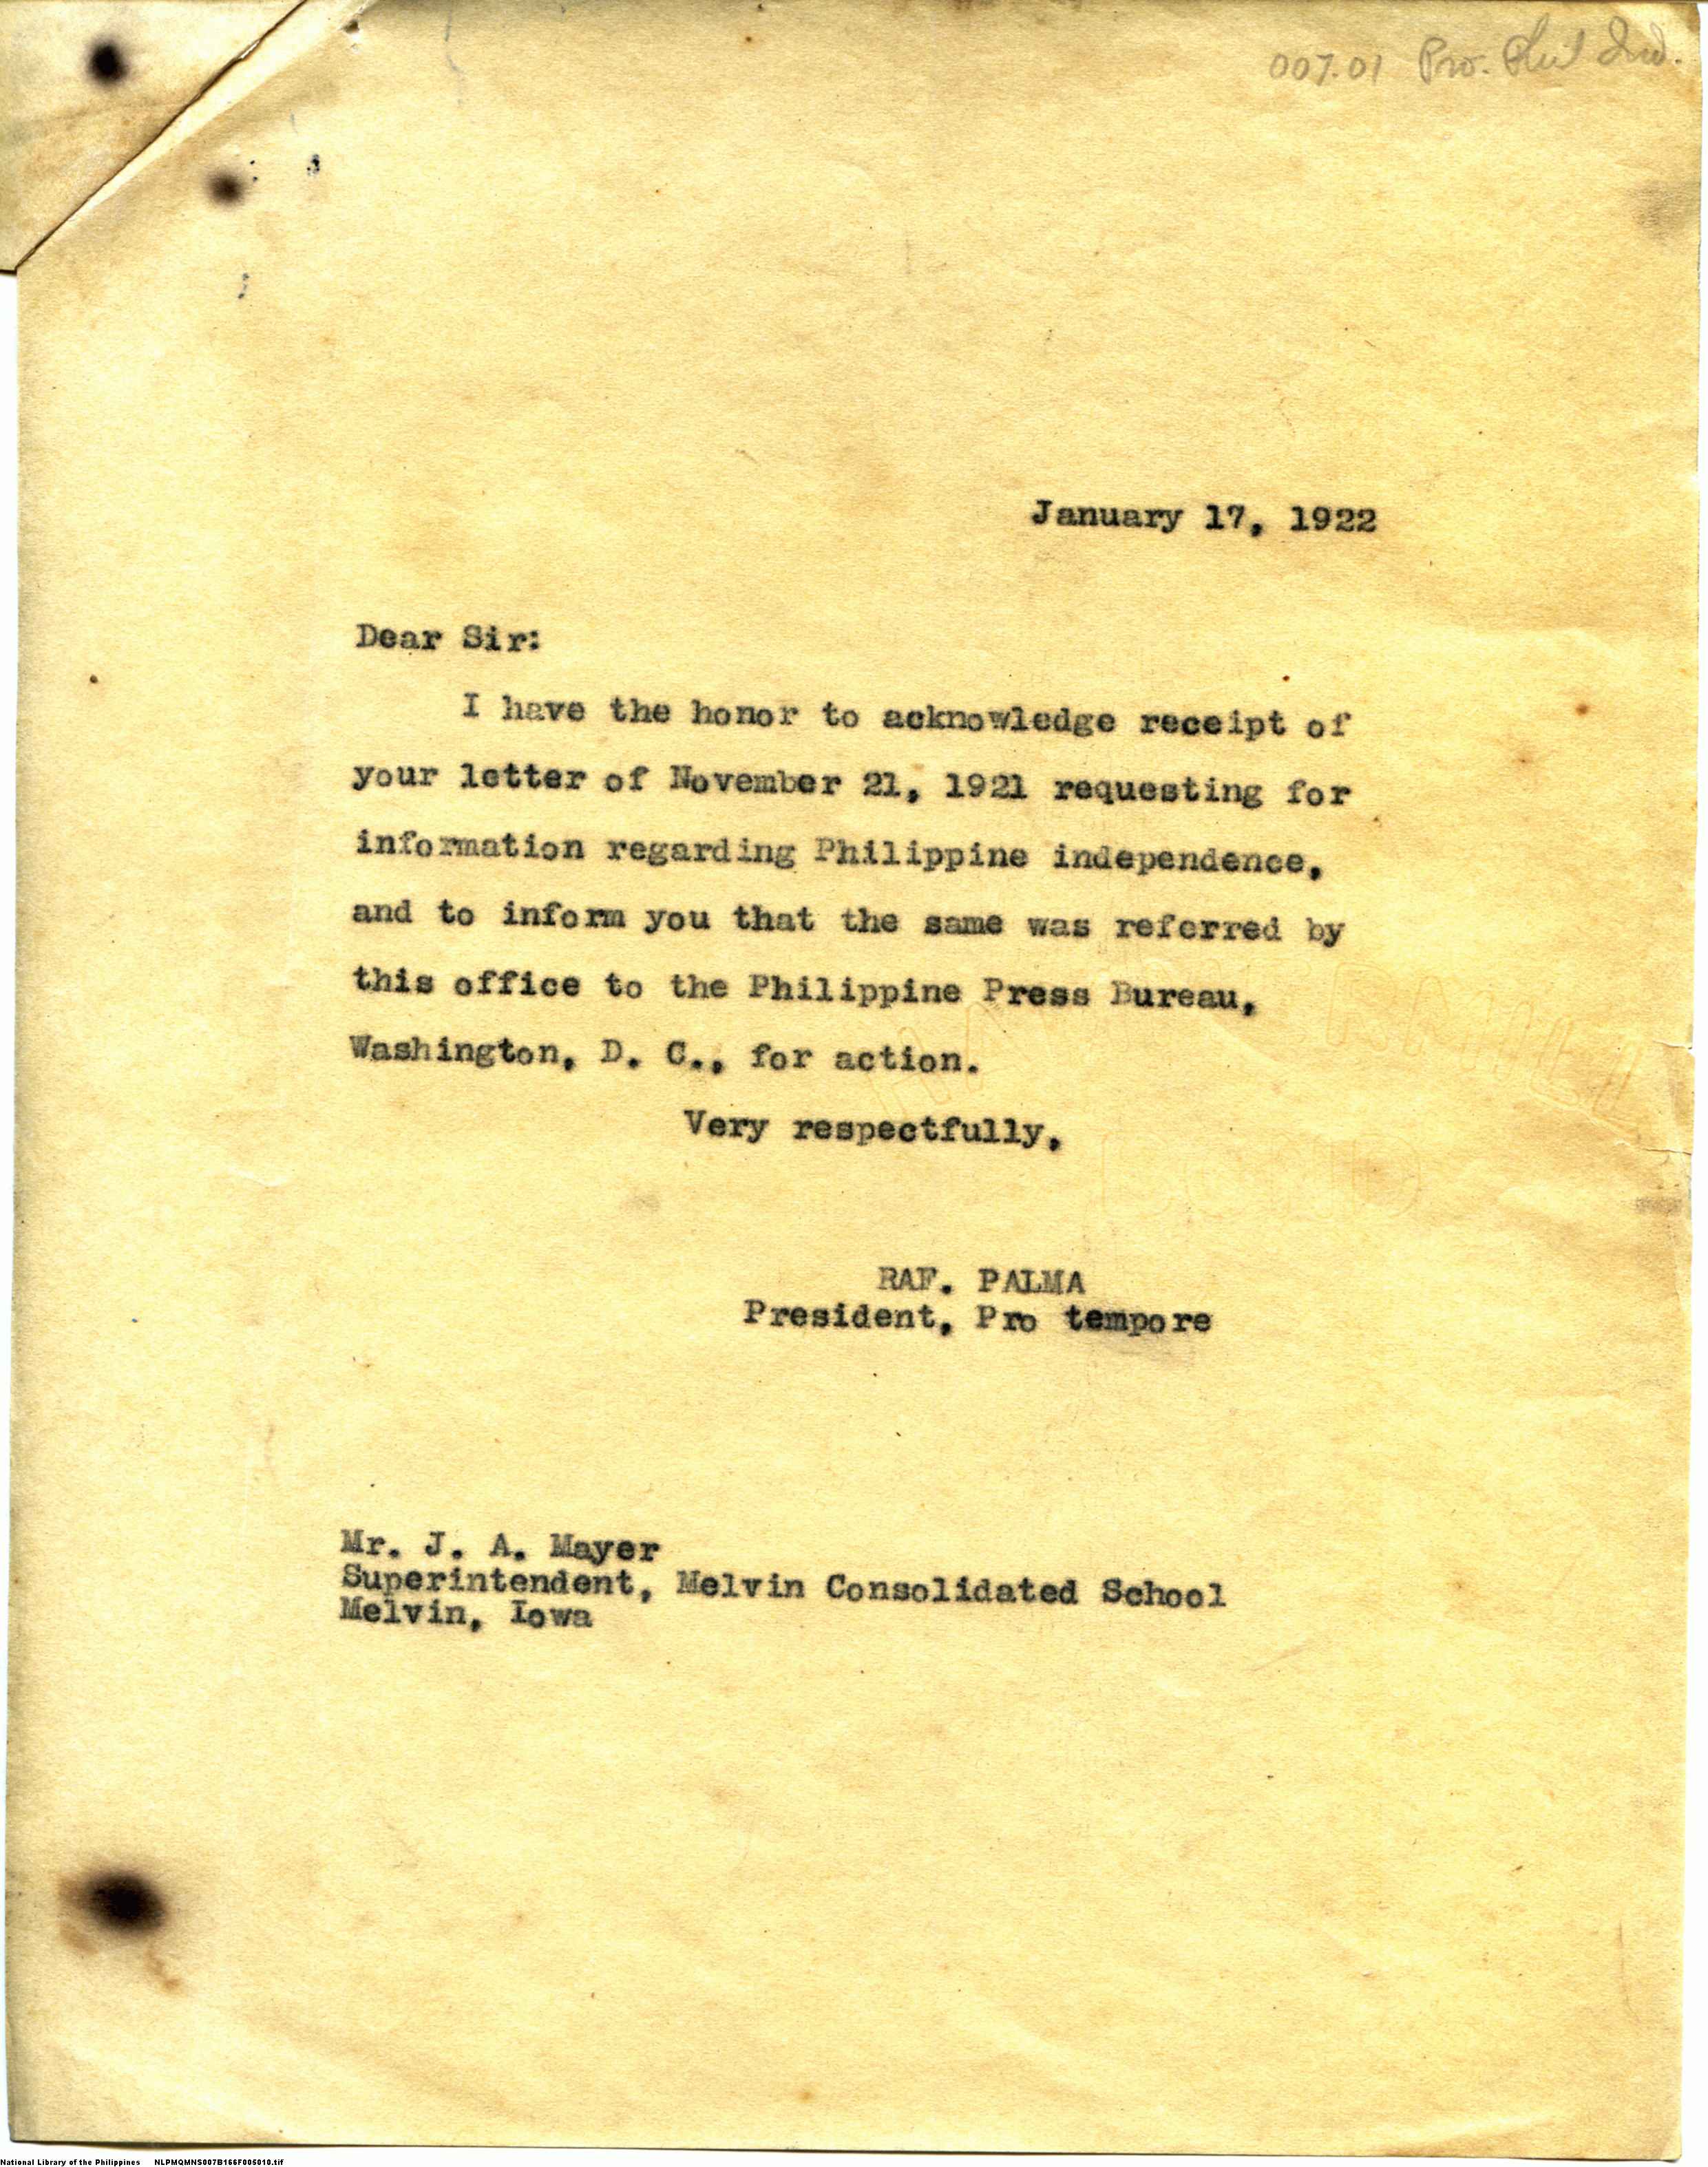 007.01 Pro. Phil Ind.
January 17, 1922
Dear Sir:
I have the honor to acknowledge receipt of
your letter of November 21, 1921 requesting for
information regarding Philippine independence,
and to inform you that the same was referred by
this office to the Philippine Press Bureau,
Washington, D. C., for action.
Very respectfully,
RAF. PALMA
President, Pro tempore
Mr. J. A. Mayer
Superintendent, Melvin Consolidated School
Melvin, Iowa
National Library of the Philippines NLPMQMNS007B166F005010.tif